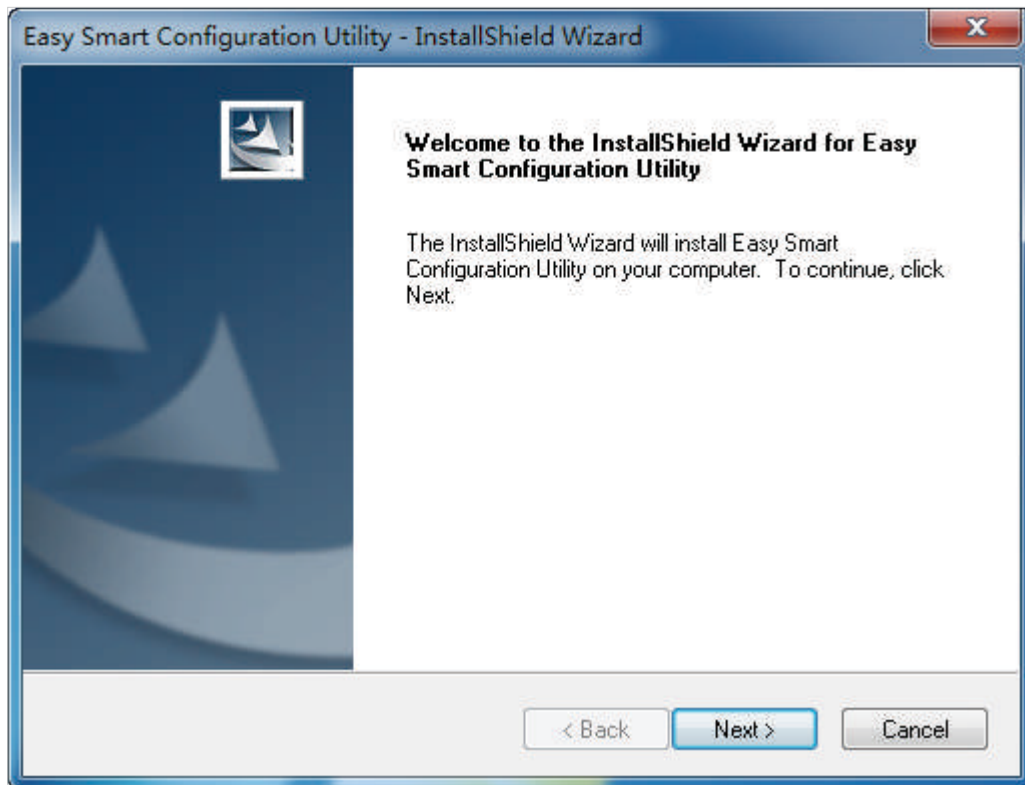 Easy Smart Configuration Utility - InstallShield Wizard
Welcome to the InstallShield Wizard for Easy
Smart Configuration Utility
The InstallShield Wizard will install Easy Smart
Configuration Utility on your computer. To continue, click
Next.
< Back
Next >
Cancel